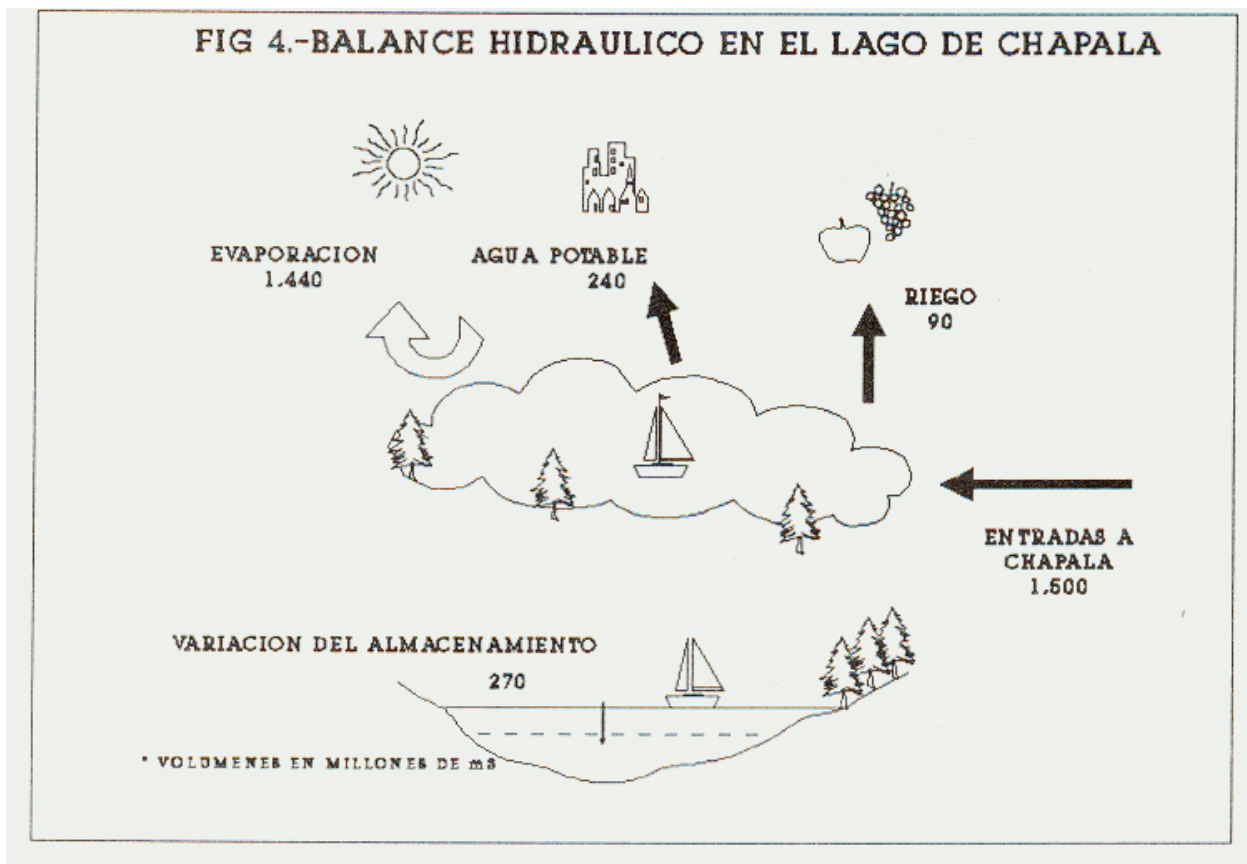 FIG 4.-BALANCE HIDRAULICO EN EL LAGO DE CHAPALA
EVAPORACION
1,440
AGUA POTABLE
240
RIEGO
90
ENTRADAS A
CHAPALA
1,500
VARIACION DEL ALMACENAMIENTO
270
* VOLUMENES EN MILLONES DE m3